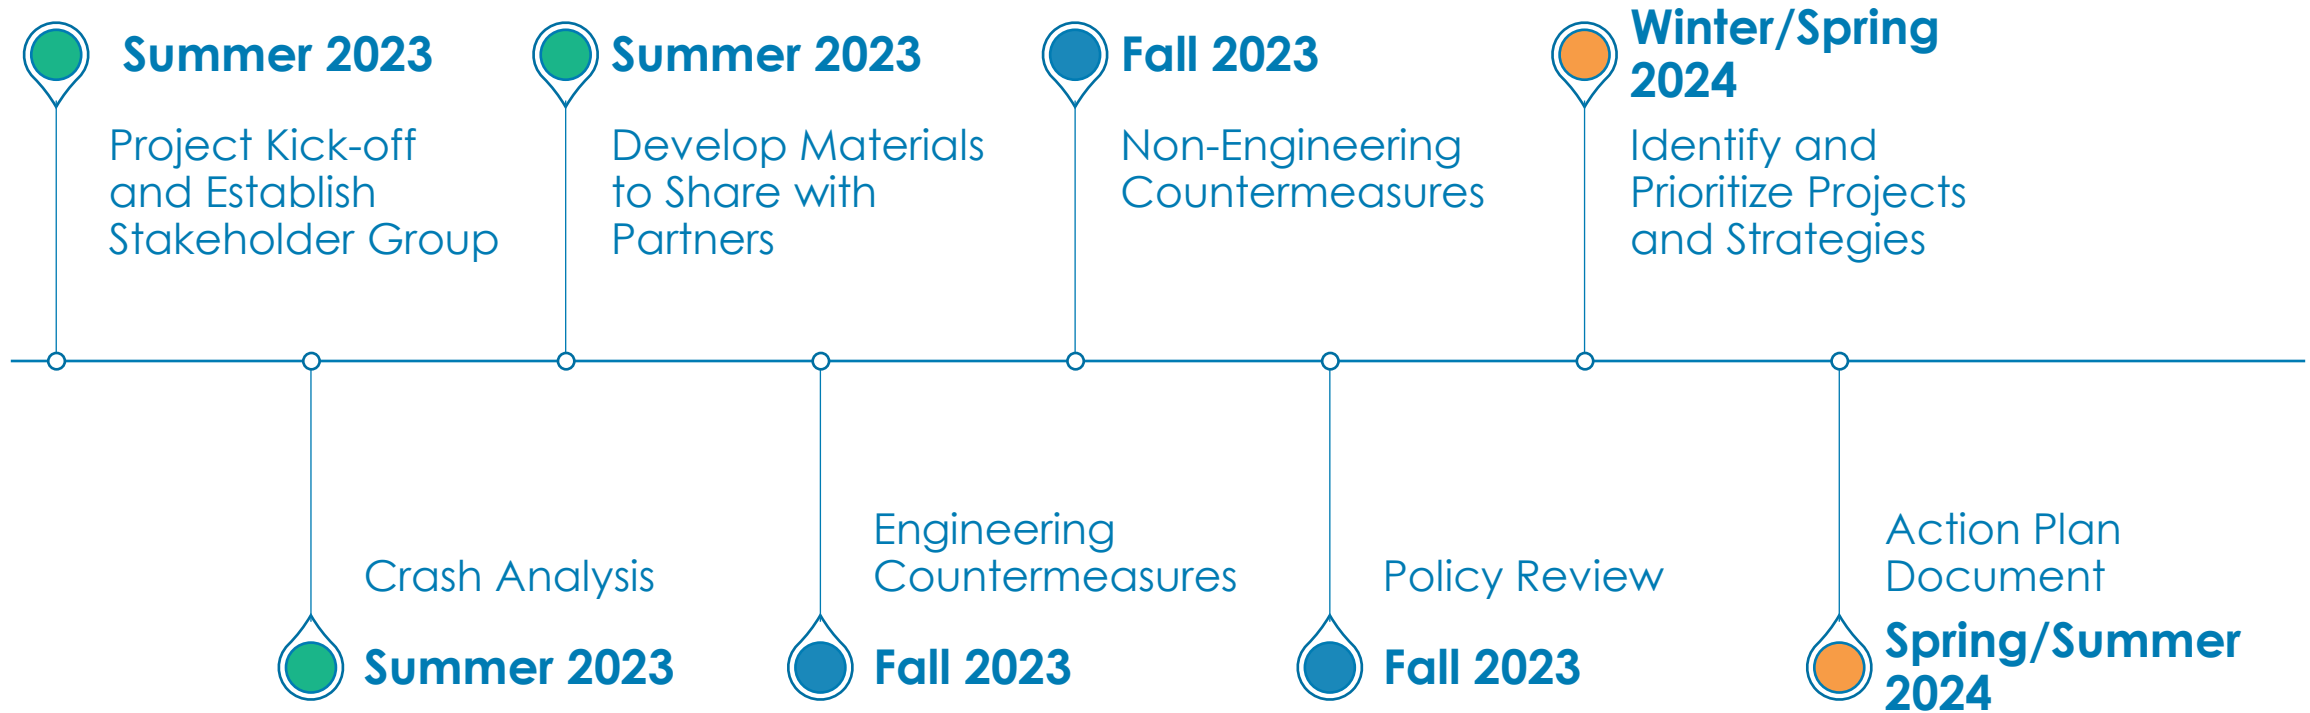 Summer 2023
Project Kick-off
and Establish
Stakeholder Group
Summer 2023
Develop Materials
to Share with
Partners
Fall 2023
Non-Engineering
Countermeasures
Winter/Spring
2024
Identify and
Prioritize Projects
and Strategies
Crash Analysis
Summer 2023
Engineering
Countermeasures
Fall 2023
Policy Review
Fall 2023
Action Plan
Document
Spring/Summer
2024